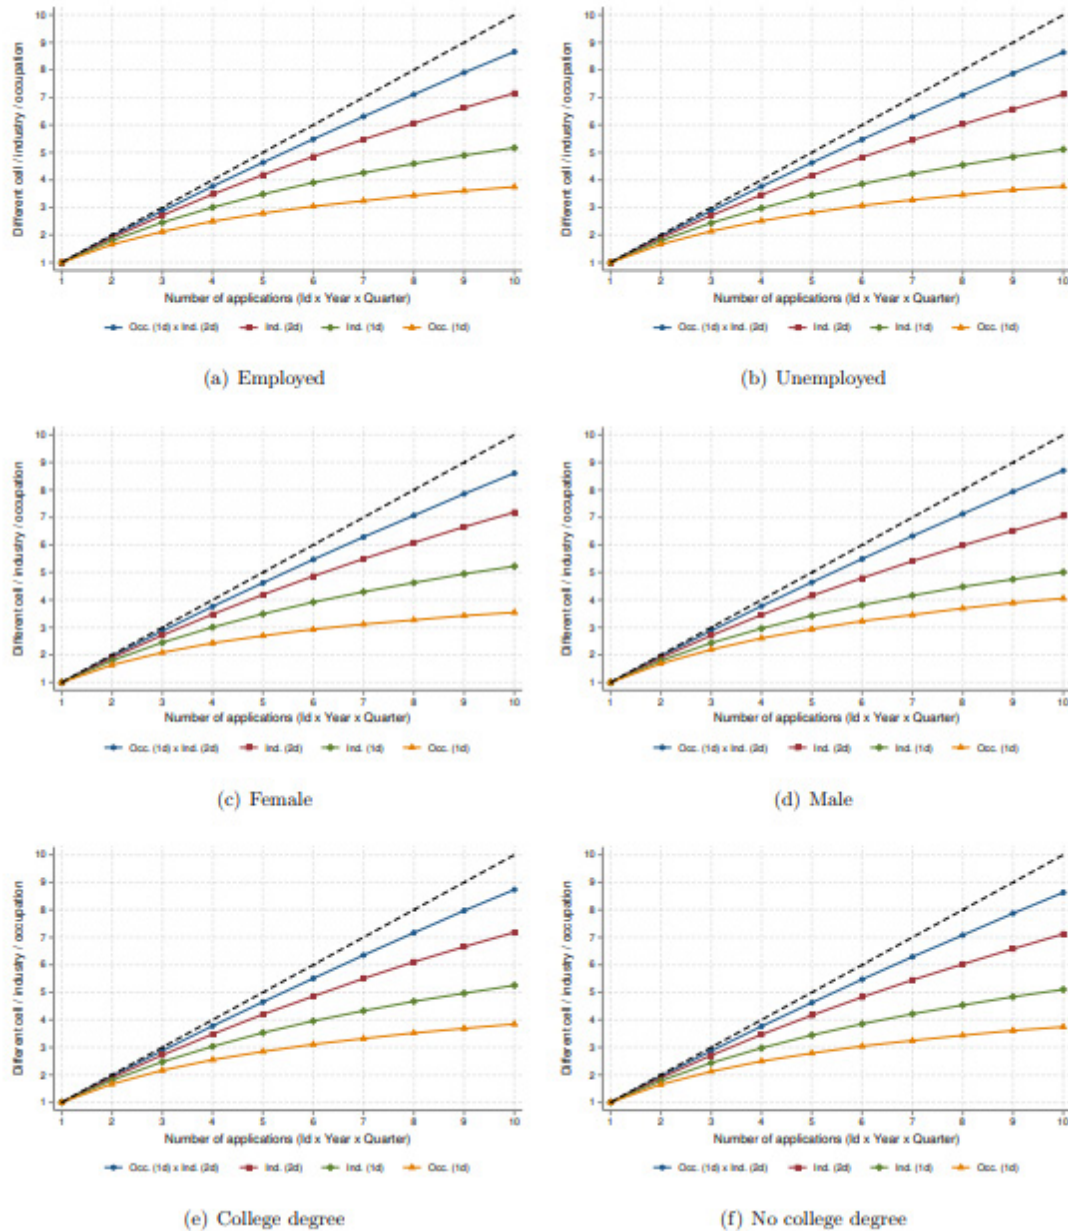 Different cell / industry / occupation
10
9
8
7
6
5
4
3
2
1
1 2 3 4 5 6 7 8 9 10
Number of applications (Id x Year x Quarter)
Occ. (1d) x Ind. (2d) Ind. (2d) Ind. (1d) Occ. (1d)
(a) Employed
Different cell / industry / occupation
10
9
8
7
6
5
4
3
2
1
1 2 3 4 5 6 7 8 9 10
Number of applications (Id x Year x Quarter)
Occ. (1d) x Ind. (2d) Ind. (2d) Ind. (1d) Occ. (1d)
(b) Unemployed
Different cell / industry / occupation
10
9
8
7
6
5
4
3
2
1
1 2 3 4 5 6 7 8 9 10
Number of applications (Id x Year x Quarter)
Occ. (1d) x Ind. (2d) Ind. (2d) Ind. (1d) Occ. (1d)
(c) Female
Different cell / industry / occupation
10
9
8
7
6
5
4
3
2
1
1 2 3 4 5 6 7 8 9 10
Number of applications (Id x Year x Quarter)
Occ. (1d) x Ind. (2d) Ind. (2d) Ind. (1d) Occ. (1d)
(d) Male
Different cell / industry / occupation
10
9
8
7
6
5
4
3
2
1
1 2 3 4 5 6 7 8 9 10
Number of applications (Id x Year x Quarter)
Occ. (1d) x Ind. (2d) Ind. (2d) Ind. (1d) Occ. (1d)
(e) College degree
Different cell / industry / occupation
10
9
8
7
6
5
4
3
2
1
1 2 3 4 5 6 7 8 9 10
Number of applications (Id x Year x Quarter)
Occ. (1d) x Ind. (2d) Ind. (2d) Ind. (1d) Occ. (1d)
(f) No college degree